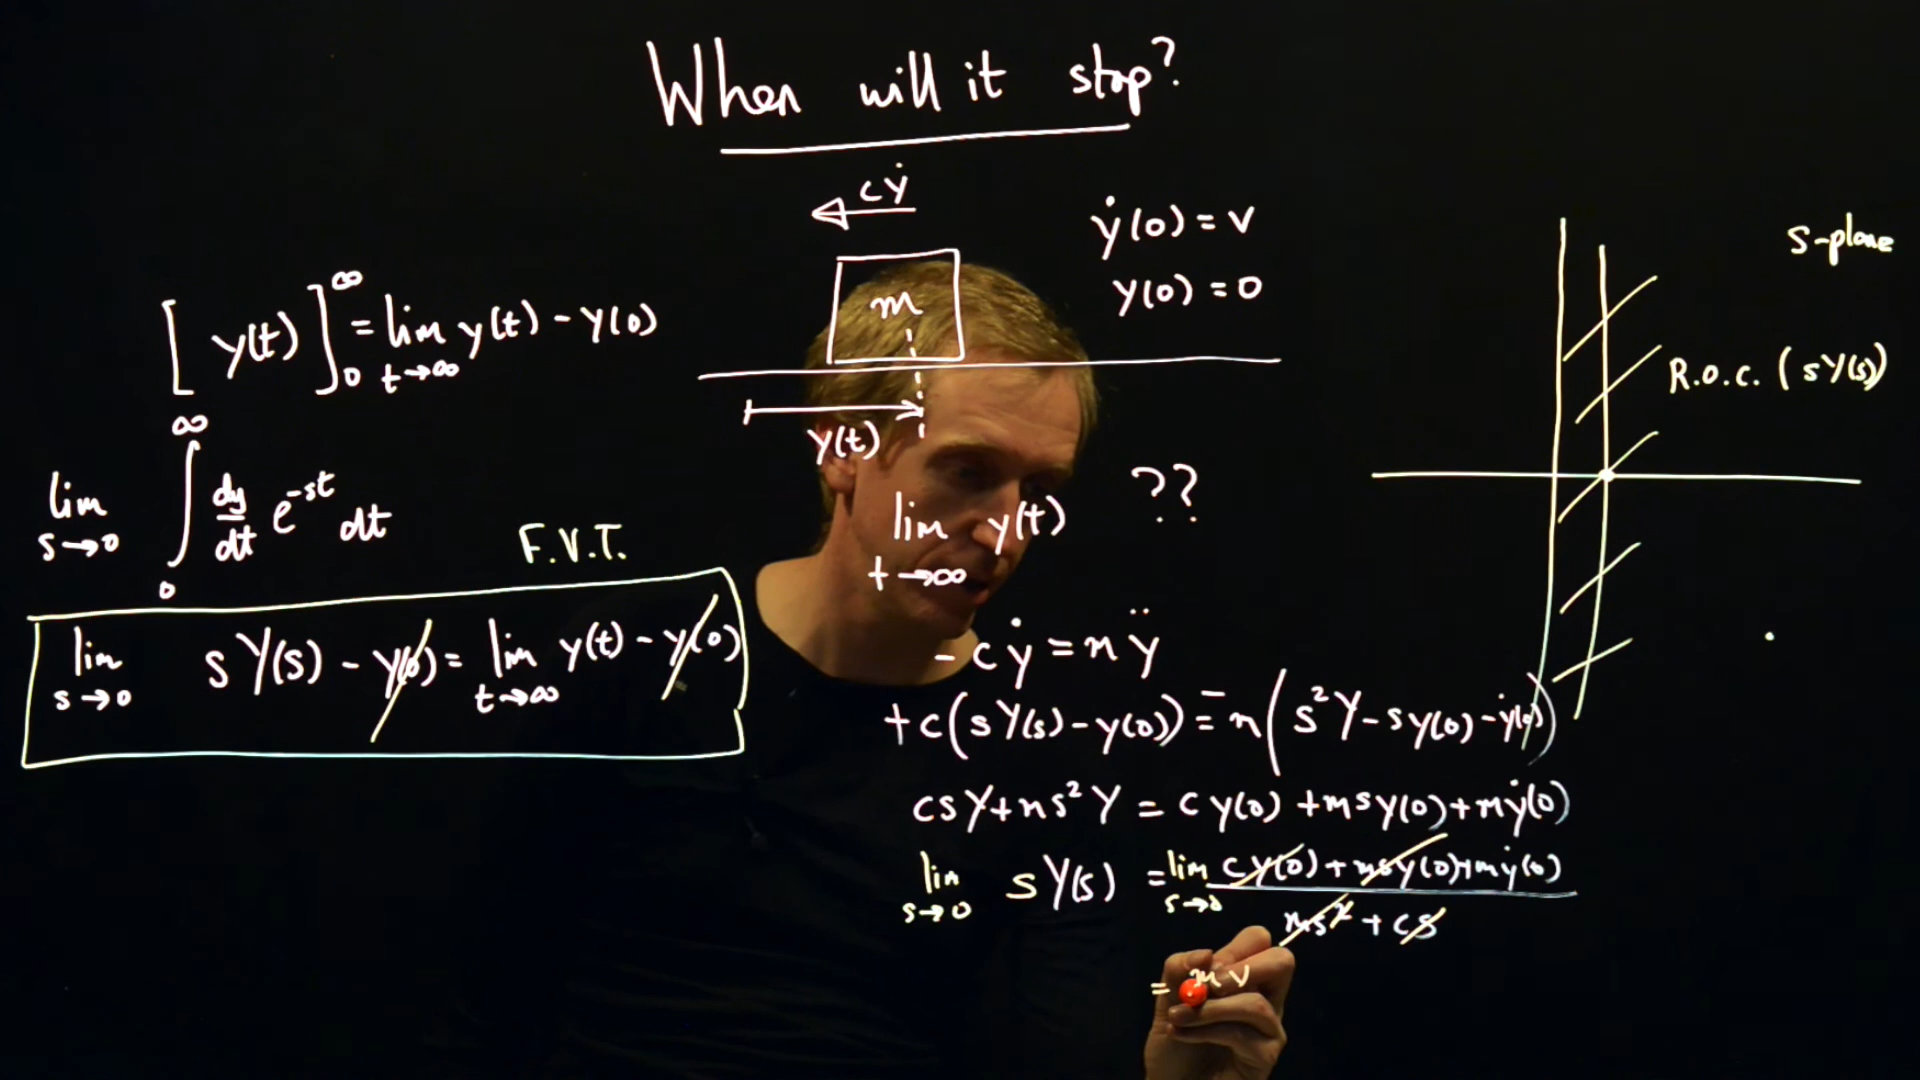 When will it stop?
cẏ
ẏ(0) = v
y(0) = 0
m
y(t)
lim y(t) ??
t→∞
[y(t)]₀^∞ = lim y(t) - y(0)
t→∞
lim ∫₀^∞ dy/dt e^-st dt
s→0
F.V.T.
lim sY(s) - y(0) = lim y(t) - y(0)
s→0 t→∞
-cẏ = mÿ
+c(sY(s) - y(0)) = -m(s²Y - sy(0) - ẏ(0))
csY + ms²Y = cy(0) + msy(0) + mẏ(0)
lim sY(s) = lim cy(0) + msy(0) + mẏ(0)
s→0 s→0 ms² + cs
= mv
s-plane
R.O.C. (sY(s))